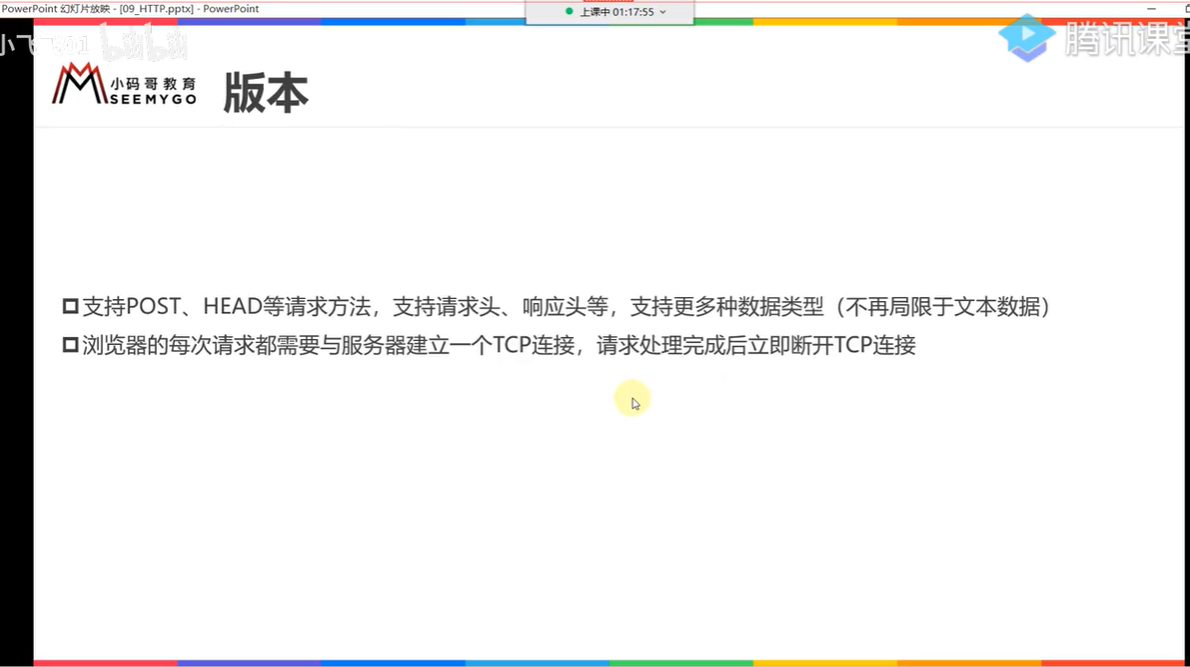 PowerPoint 幻灯片放映 - [09_HTTP.pptx] - PowerPoint
上课中 01:17:55
bilibili
腾讯课堂
小码哥教育
SEEMYGO
版本
支持POST、HEAD等请求方法，支持请求头、响应头等，支持更多种数据类型（不再局限于文本数据）
浏览器的每次请求都需要与服务器建立一个TCP连接，请求处理完成后立即断开TCP连接